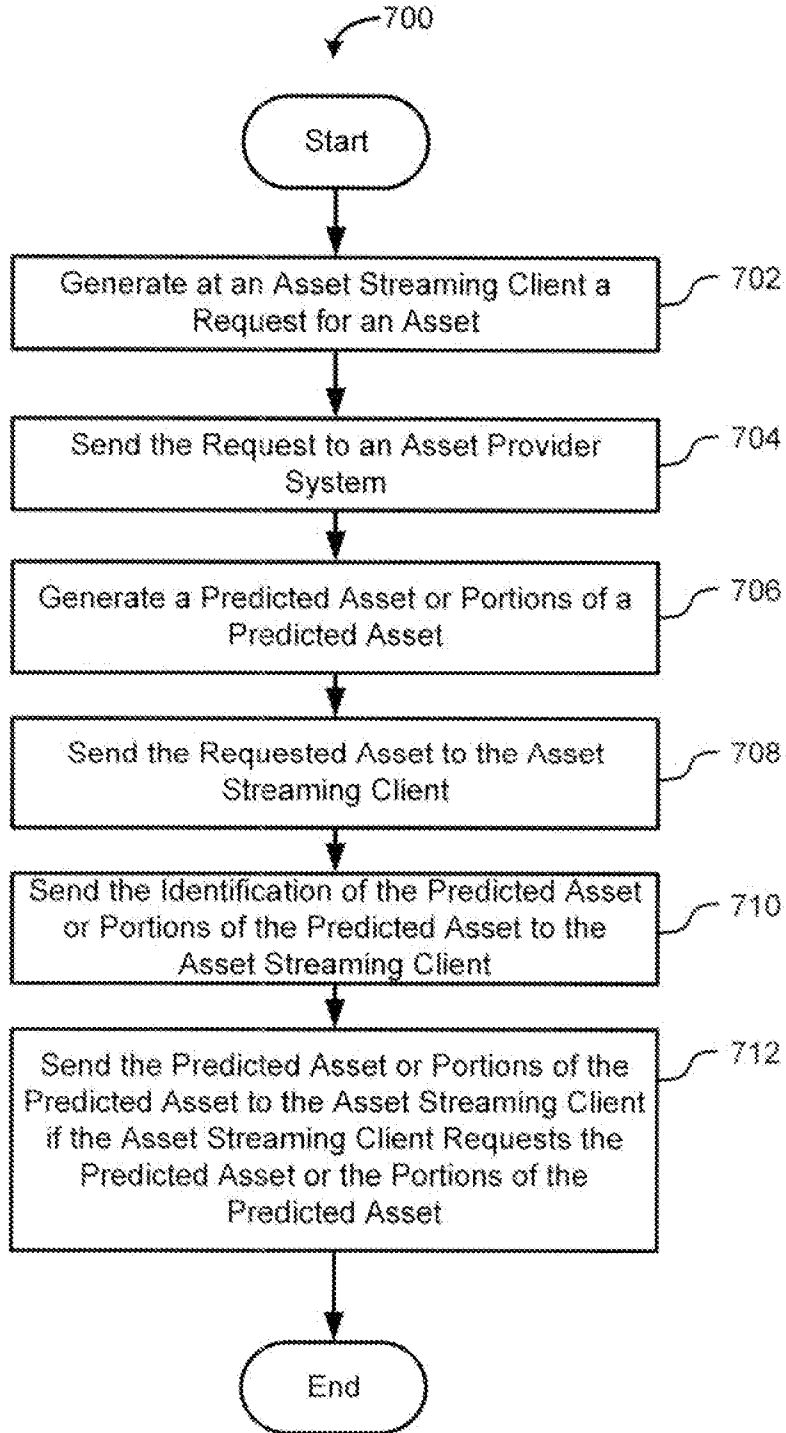 700
Start
Generate at an Asset Streaming Client a
Request for an Asset
702
Send the Request to an Asset Provider
System
704
Generate a Predicted Asset or Portions of a
Predicted Asset
706
Send the Requested Asset to the Asset
Streaming Client
708
Send the Identification of the Predicted Asset
or Portions of the Predicted Asset to the
Asset Streaming Client
710
Send the Predicted Asset or Portions of the
Predicted Asset to the Asset Streaming Client
if the Asset Streaming Client Requests the
Predicted Asset or the Portions of the
Predicted Asset
712
End